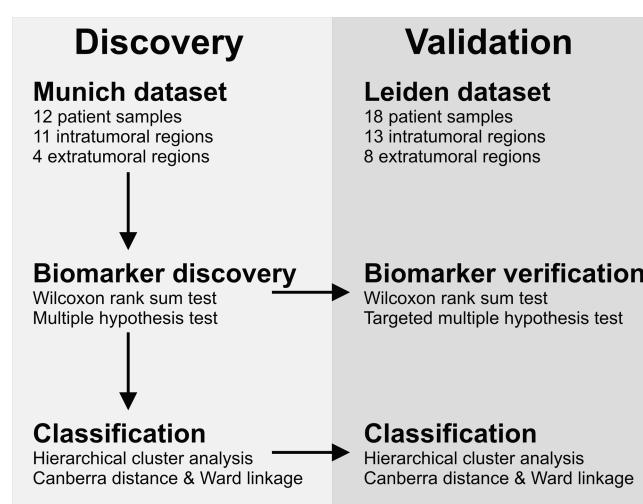 Discovery
Munich dataset
12 patient samples
11 intratumoral regions
4 extratumoral regions
Biomarker discovery
Wilcoxon rank sum test
Multiple hypothesis test
Classification
Hierarchical cluster analysis
Canberra distance & Ward linkage
Validation
Leiden dataset
18 patient samples
13 intratumoral regions
8 extratumoral regions
Biomarker verification
Wilcoxon rank sum test
Targeted multiple hypothesis test
Classification
Hierarchical cluster analysis
Canberra distance & Ward linkage